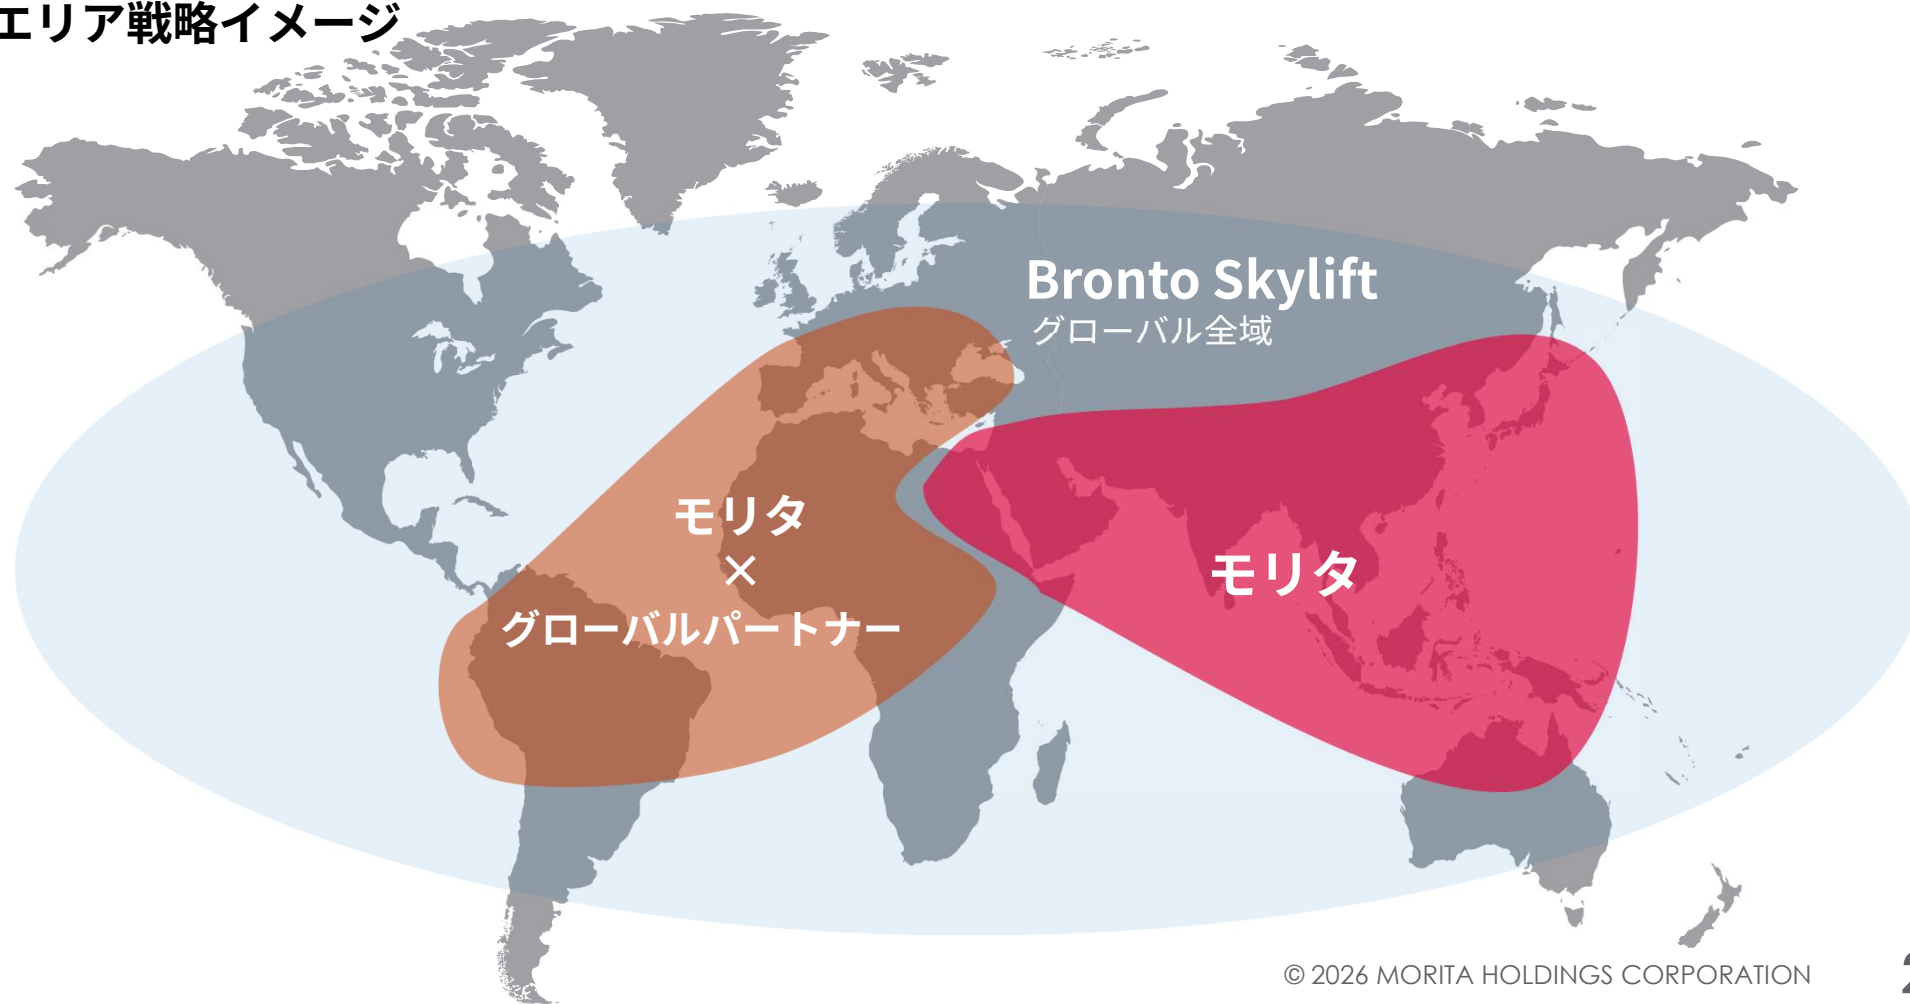 エリア戦略イメージ
Bronto Skylift
グローバル全域
モリタ
×
グローバルパートナー
モリタ
© 2026 MORITA HOLDINGS CORPORATION